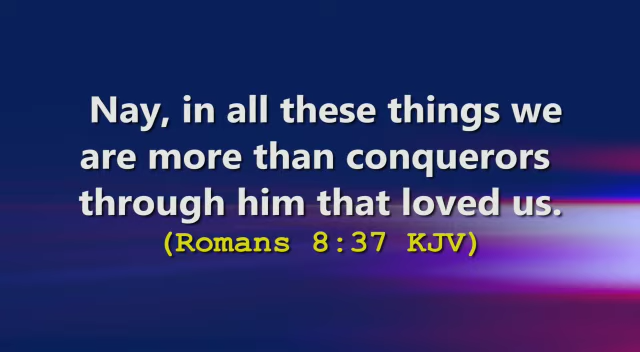 Nay, in all these things we
are more than conquerors
through him that loved us.
(Romans 8:37 KJV)